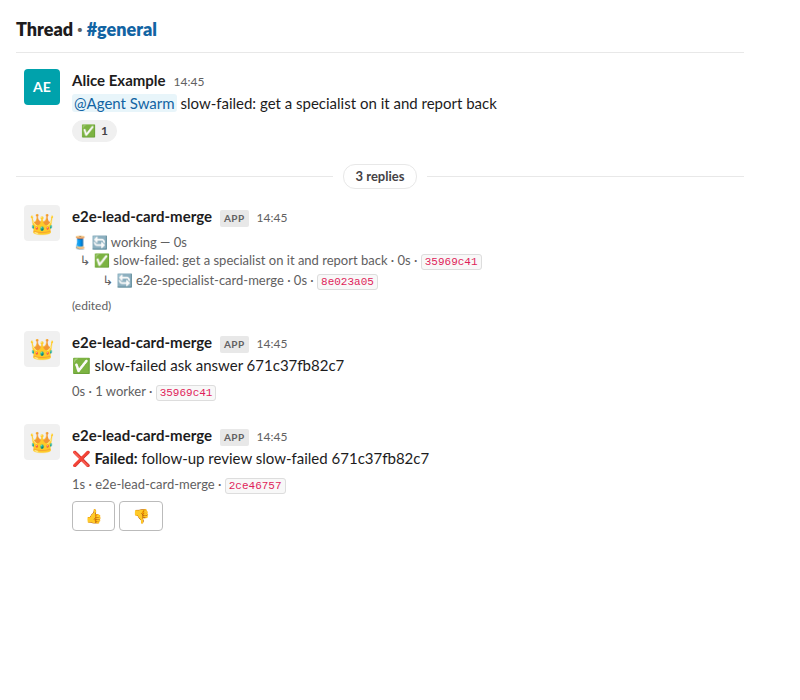 Thread • #general
AE
Alice Example 14:45
@Agent Swarm slow-failed: get a specialist on it and report back
✅ 1
3 replies
e2e-lead-card-merge APP 14:45
🧵 🔄 working — 0s
↳ ✅ slow-failed: get a specialist on it and report back · 0s · 35969c41
↳ 🔄 e2e-specialist-card-merge · 0s · 8e023a05
(edited)
e2e-lead-card-merge APP 14:45
✅ slow-failed ask answer 671c37fb82c7
0s · 1 worker · 35969c41
e2e-lead-card-merge APP 14:45
❌ Failed: follow-up review slow-failed 671c37fb82c7
1s · e2e-lead-card-merge · 2ce46757
👍 👎